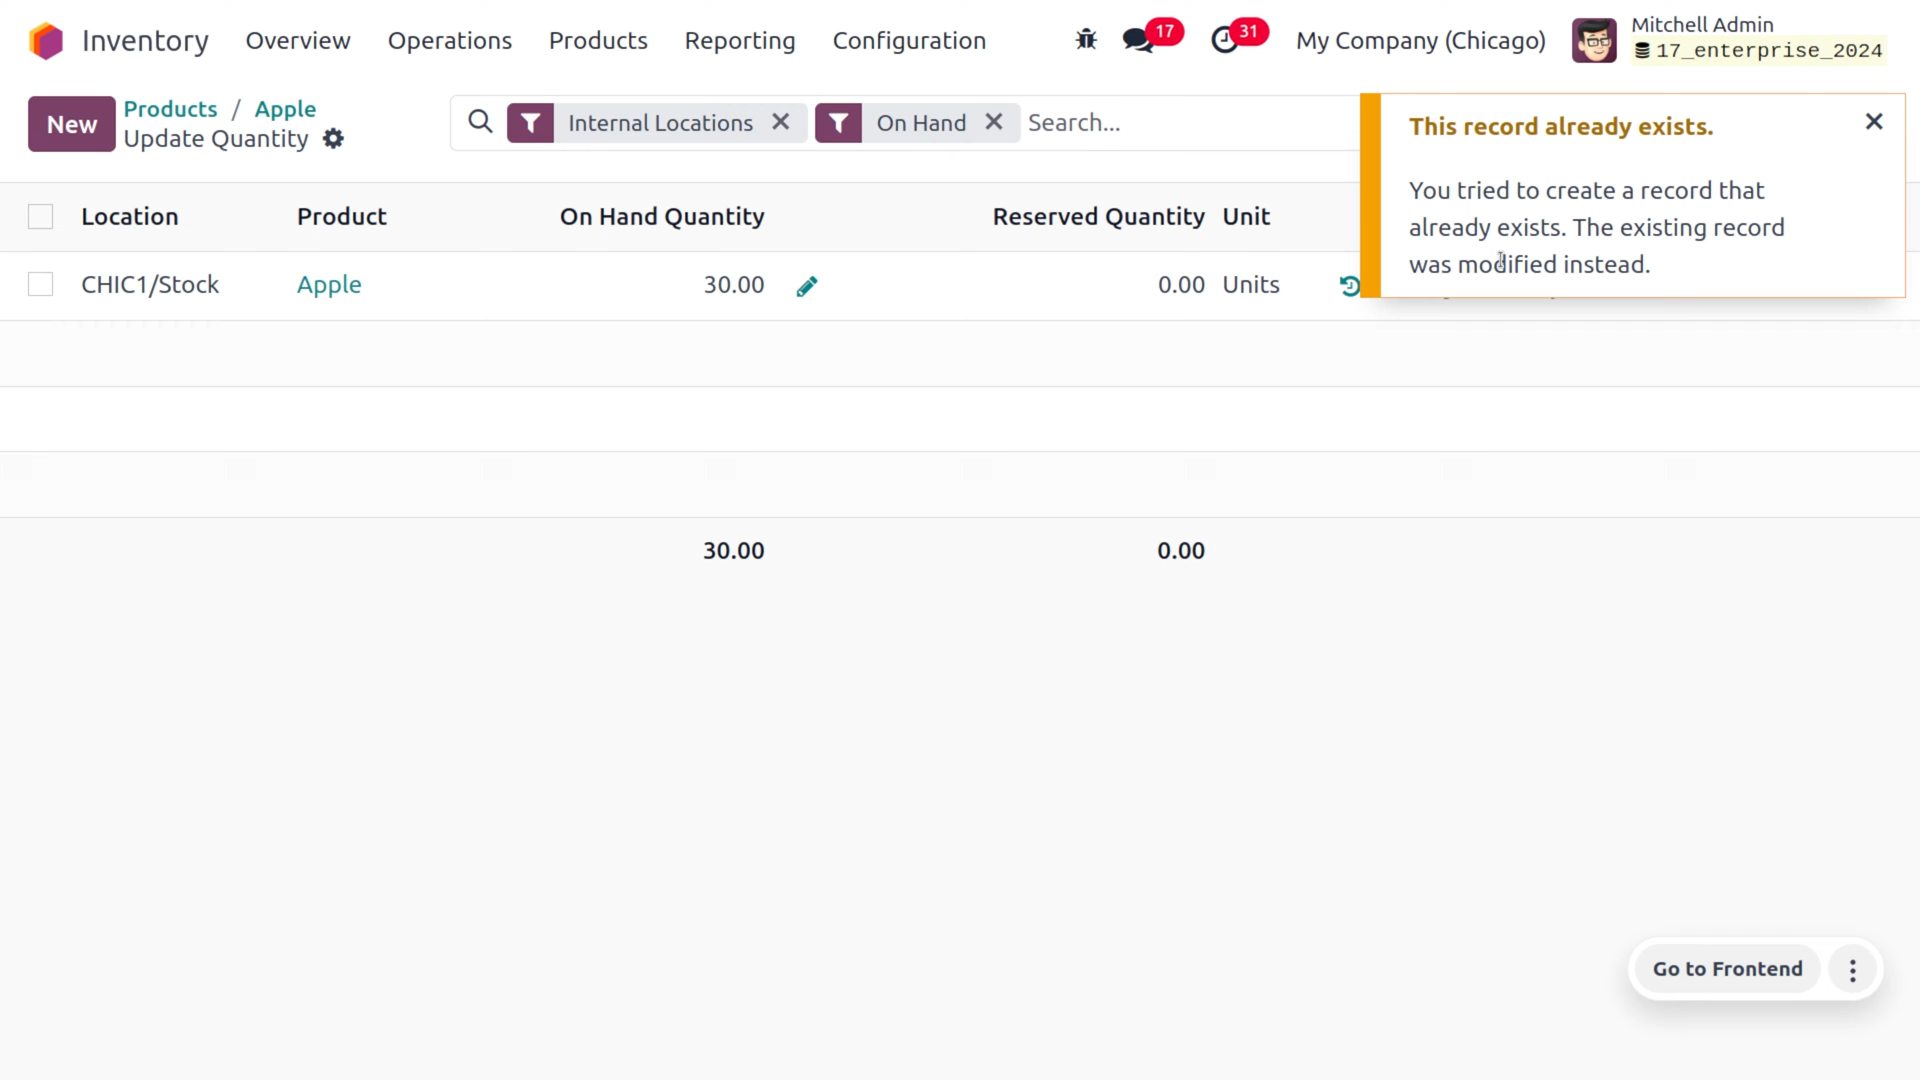 Inventory Overview Operations Products Reporting Configuration 17 31 My Company (Chicago) Mitchell Admin
17_enterprise_2024
New Products / Apple
Update Quantity
Internal Locations On Hand Search...
This record already exists.
You tried to create a record that
already exists. The existing record
was modified instead.
Location Product On Hand Quantity Reserved Quantity Unit
CHIC1/Stock Apple 30.00 0.00 Units
30.00 0.00
Go to Frontend